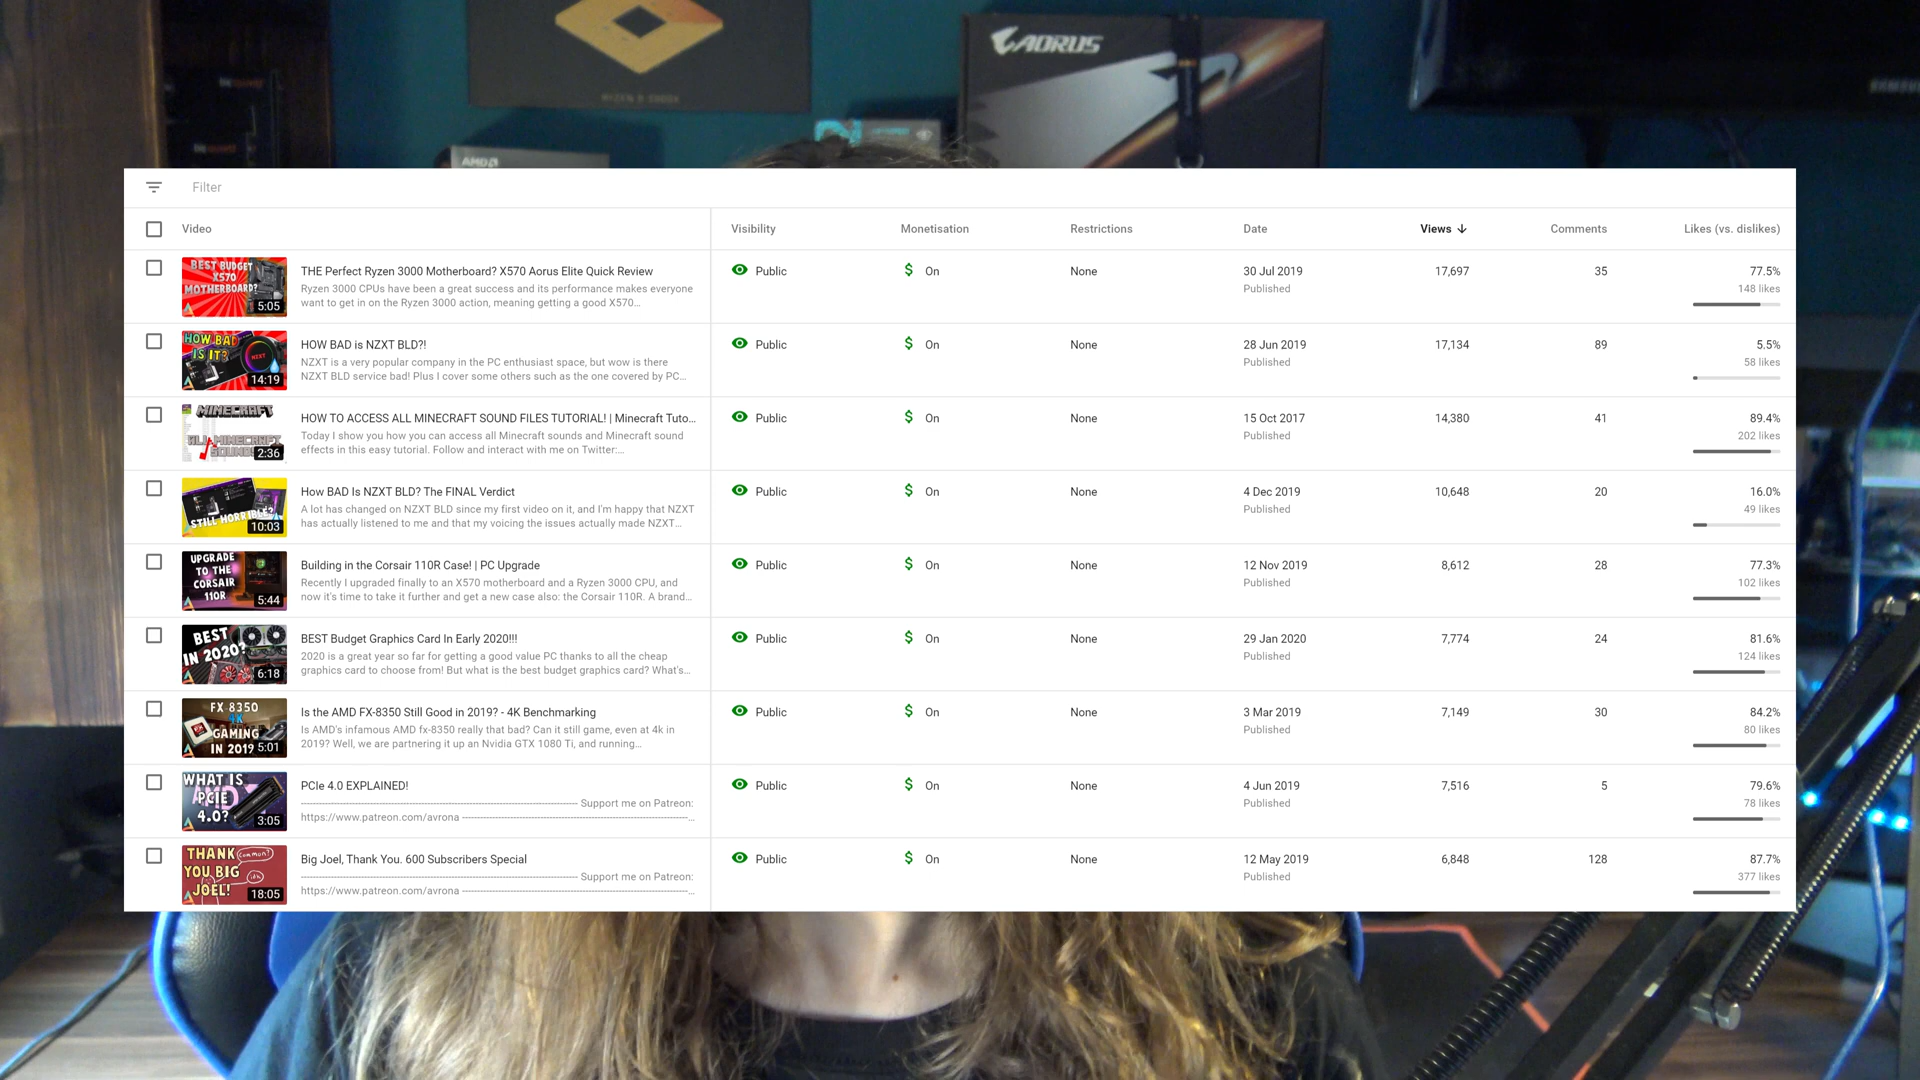 AORUS
AMD
SAMSUNG
Filter
Video Visibility Monetisation Restrictions Date Views Comments Likes (vs. dislikes)
BEST BUDGET
X570
MOTHERBOARD?
5:05
THE Perfect Ryzen 3000 Motherboard? X570 Aorus Elite Quick Review
Ryzen 3000 CPUs have been a great success and its performance makes everyone
want to get in on the Ryzen 3000 action, meaning getting a good X570...
Public On None 30 Jul 2019 17,697 35 77.5%
Published 148 likes
HOW BAD
IS IT?
NZXT
14:19
HOW BAD is NZXT BLD?!
NZXT is a very popular company in the PC enthusiast space, but wow is there
NZXT BLD service bad! Plus I cover some others such as the one covered by PC...
Public On None 28 Jun 2019 17,134 89 5.5%
Published 58 likes
MINECRAFT
ALL MINECRAFT
SOUNDS
2:36
HOW TO ACCESS ALL MINECRAFT SOUND FILES TUTORIAL! | Minecraft Tuto...
Today I show you how you can access all Minecraft sounds and Minecraft sound
effects in this easy tutorial. Follow and interact with me on Twitter:...
Public On None 15 Oct 2017 14,380 41 89.4%
Published 202 likes
STILL HORRIBLE?
10:03
How BAD Is NZXT BLD? The FINAL Verdict
A lot has changed on NZXT BLD since my first video on it, and I'm happy that NZXT
has actually listened to me and that my voicing the issues actually made NZXT...
Public On None 4 Dec 2019 10,648 20 16.0%
Published 49 likes
UPGRADE
TO THE
CORSAIR
110R
5:44
Building in the Corsair 110R Case! | PC Upgrade
Recently I upgraded finally to an X570 motherboard and a Ryzen 3000 CPU, and
now it's time to take it further and get a new case also: the Corsair 110R. A brand...
Public On None 12 Nov 2019 8,612 28 77.3%
Published 102 likes
BEST
IN 2020?
6:18
BEST Budget Graphics Card In Early 2020!!!
2020 is a great year so far for getting a good value PC thanks to all the cheap
graphics card to choose from! But what is the best budget graphics card? What's...
Public On None 29 Jan 2020 7,774 24 81.6%
Published 124 likes
FX 8350
4K
GAMING
IN 2019
5:01
Is the AMD FX-8350 Still Good in 2019? - 4K Benchmarking
Is AMD's infamous AMD fx-8350 really that bad? Can it still game, even at 4k in
2019? Well, we are partnering it up an Nvidia GTX 1080 Ti, and running...
Public On None 3 Mar 2019 7,149 30 84.2%
Published 80 likes
WHAT IS
PCIE
4.0?
3:05
PCIe 4.0 EXPLAINED!
Support me on Patreon:
https://www.patreon.com/avrona
Public On None 4 Jun 2019 7,516 5 79.6%
Published 78 likes
THANK
YOU BIG
JOEL!
18:05
Big Joel, Thank You. 600 Subscribers Special
Support me on Patreon:
https://www.patreon.com/avrona
Public On None 12 May 2019 6,848 128 87.7%
Published 377 likes